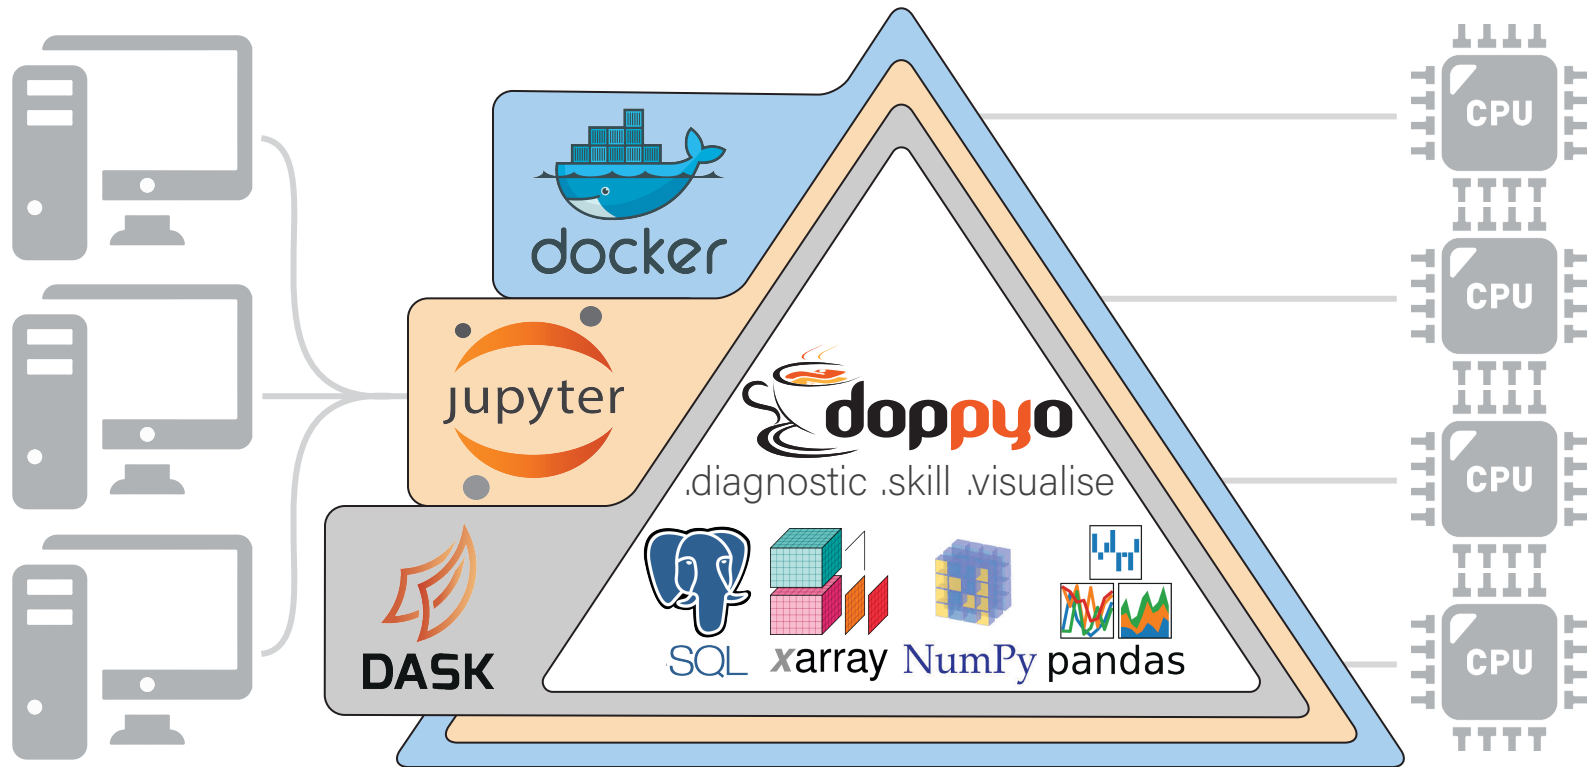 docker
jupyter
DASK
doppyo
.diagnostic .skill .visualise
SQL
xarray
NumPy
pandas
CPU
CPU
CPU
CPU